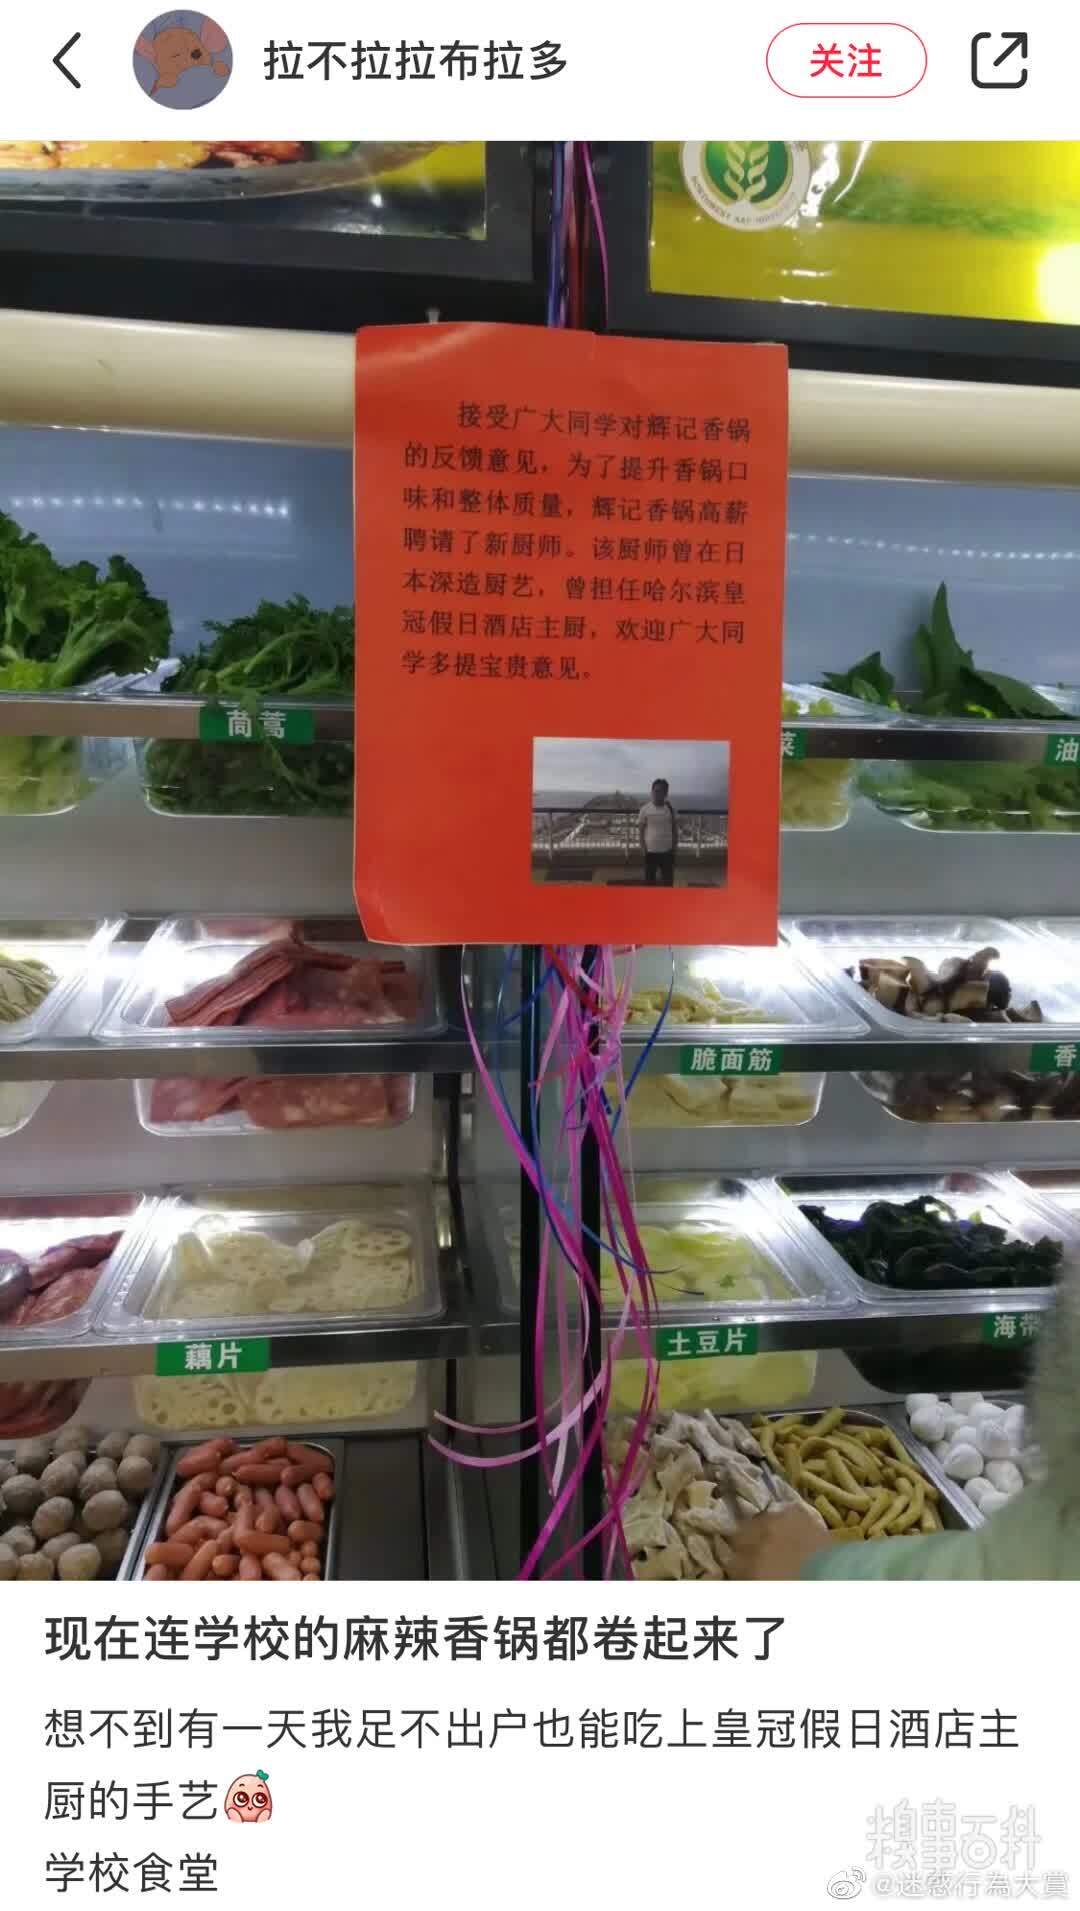 拉不拉拉布拉多
关注
接受广大同学对辉记香锅
的反馈意见，为了提升香锅口
味和整体质量，辉记香锅高薪
聘请了新厨师。该厨师曾在日
本深造厨艺，曾担任哈尔滨皇
冠假日酒店主厨，欢迎广大同
学多提宝贵意见。
茼蒿
菜
油
脆面筋
香
藕片
土豆片
海带
现在连学校的麻辣香锅都卷起来了
想不到有一天我足不出户也能吃上皇冠假日酒店主
厨的手艺
学校食堂
糗事百科
@迷惑行為大賞